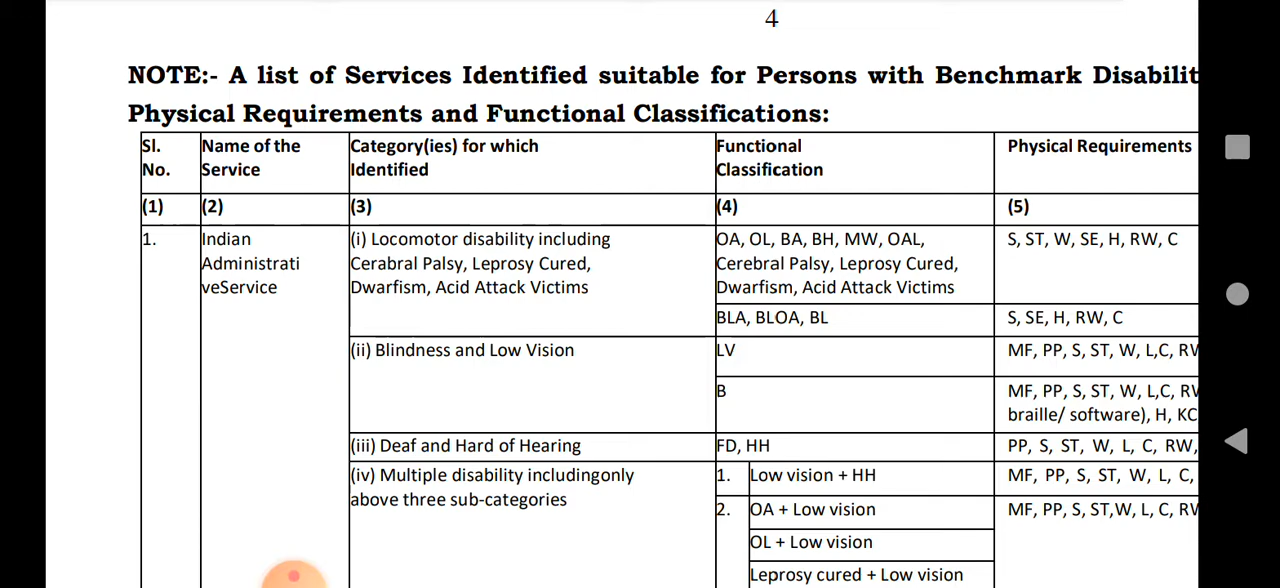 4
NOTE:- A list of Services Identified suitable for Persons with Benchmark Disabilit
Physical Requirements and Functional Classifications:
Sl. No. Name of the Service Category(ies) for which Identified Functional Classification Physical Requirements
(1) (2) (3) (4) (5)
1. Indian (i) Locomotor disability including OA, OL, BA, BH, MW, OAL, S, ST, W, SE, H, RW, C
Administrati Cerabral Palsy, Leprosy Cured, Cerebral Palsy, Leprosy Cured,
veService Dwarfism, Acid Attack Victims Dwarfism, Acid Attack Victims
BLA, BLOA, BL S, SE, H, RW, C
(ii) Blindness and Low Vision LV MF, PP, S, ST, W, L,C, RW
B MF, PP, S, ST, W, L,C, RW
braille/ software), H, KC
(iii) Deaf and Hard of Hearing FD, HH PP, S, ST, W, L, C, RW,
(iv) Multiple disability includingonly 1. Low vision + HH MF, PP, S, ST, W, L, C,
above three sub-categories
2. OA + Low vision MF, PP, S, ST,W, L, C, RW
OL + Low vision
Leprosy cured + Low vision